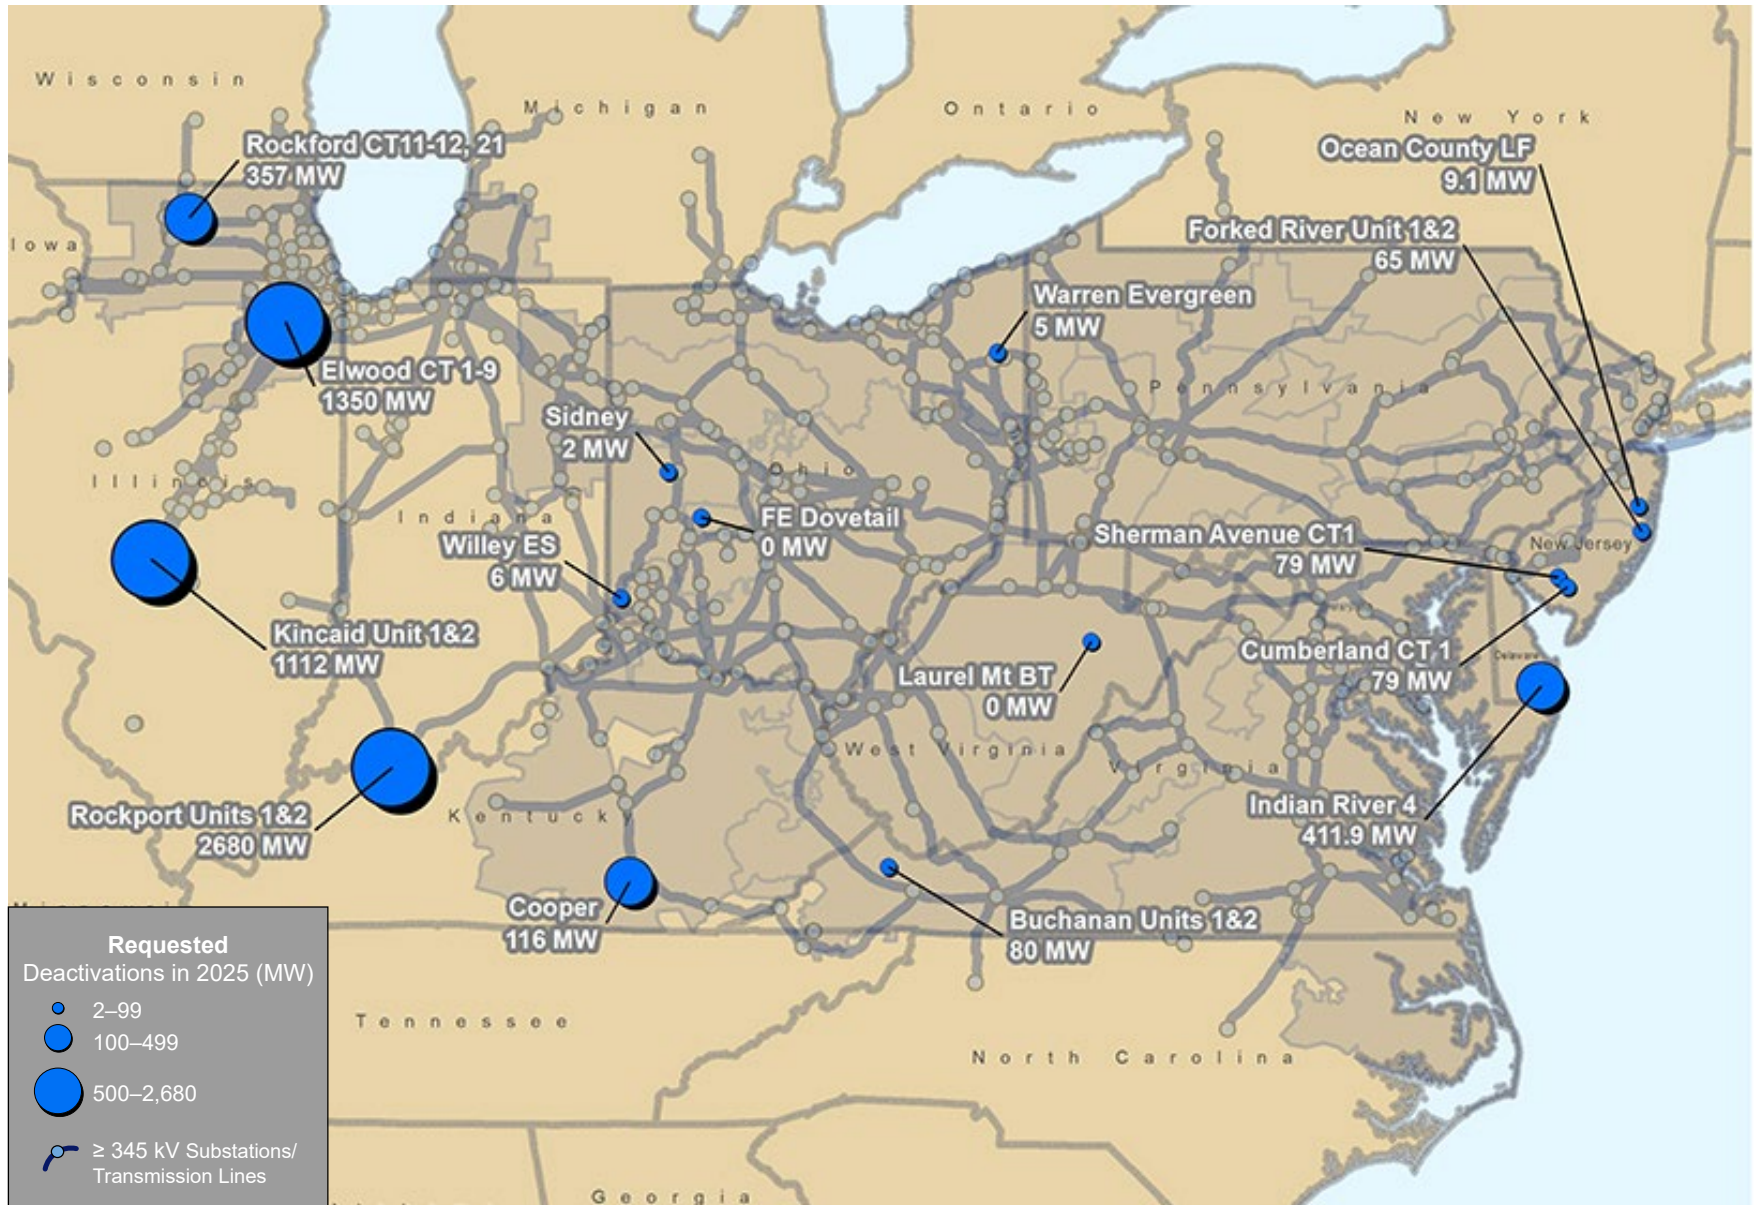 Wisconsin
Michigan
Ontario
New York
Rockford CT11-12, 21
357 MW
Ocean County LF
9.1 MW
Iowa
Forked River Unit 1&2
65 MW
Warren Evergreen
5 MW
Elwood CT 1-9
1350 MW
Pennsylvania
Sidney
2 MW
Ohio
Illinois
Indiana
FE Dovetail
0 MW
Willey ES
6 MW
Sherman Avenue CT1
79 MW
New Jersey
Kincaid Unit 1&2
1112 MW
Cumberland CT 1
79 MW
Delaware
Laurel Mt BT
0 MW
West Virginia
Virginia
Rockport Units 1&2
2680 MW
Kentucky
Indian River 4
411.9 MW
Cooper
116 MW
Buchanan Units 1&2
80 MW
Requested
Deactivations in 2025 (MW)
2–99
100–499
500–2,680
≥ 345 kV Substations/
Transmission Lines
Tennessee
North Carolina
Georgia